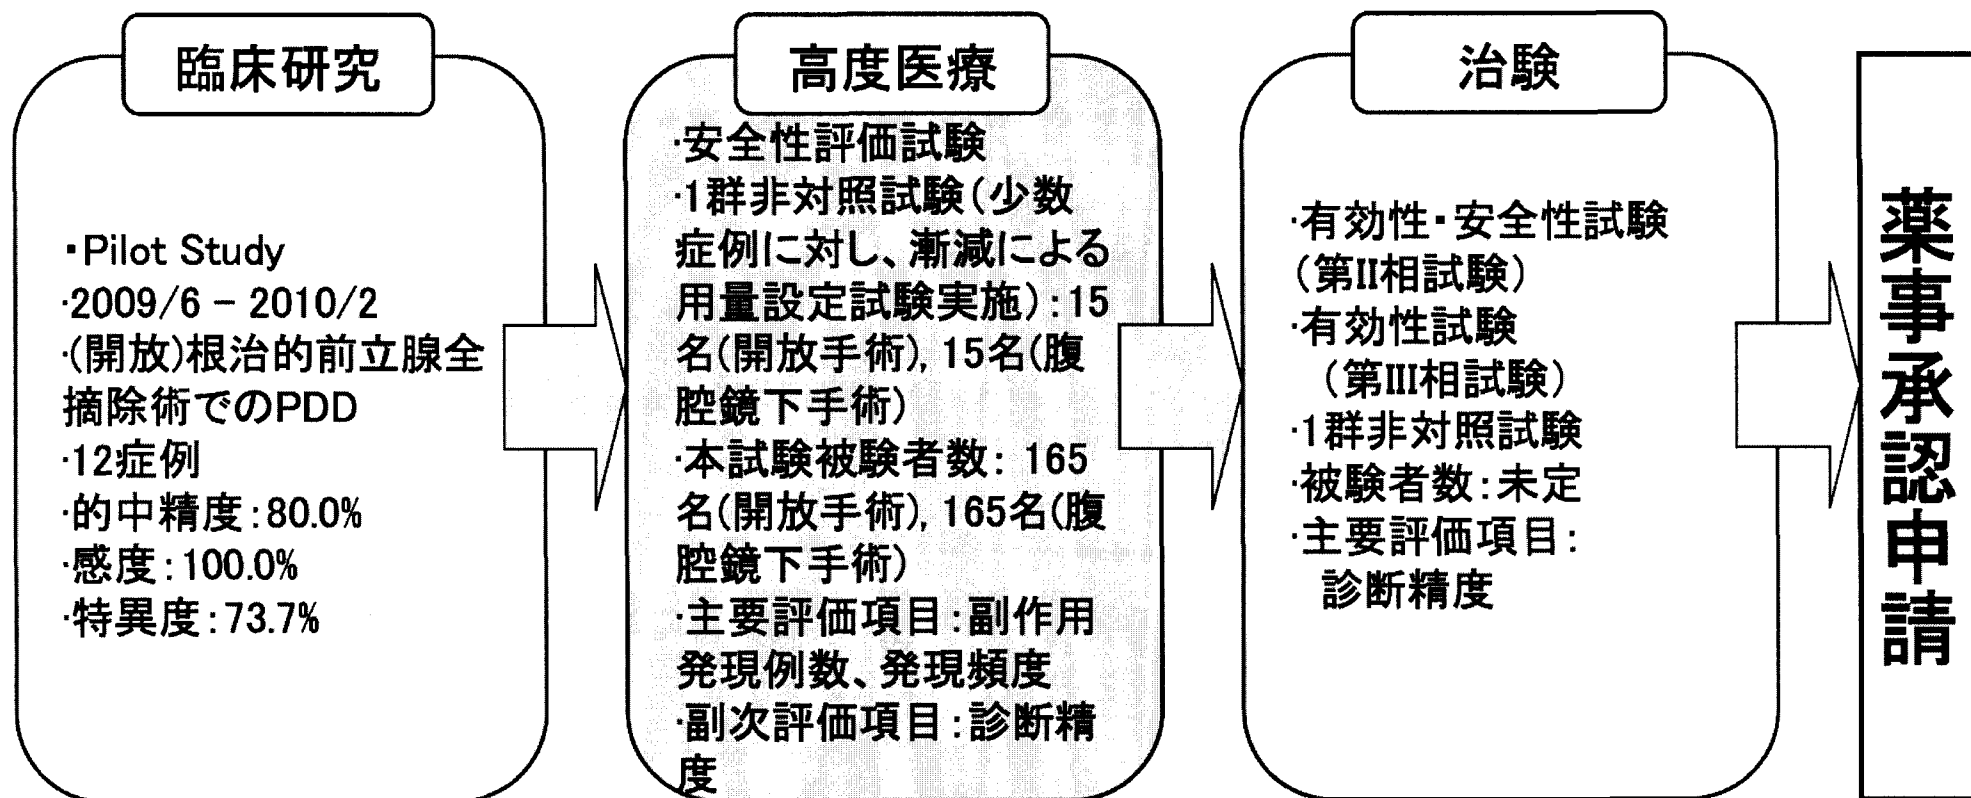 臨床研究
・Pilot Study
・2009/6 - 2010/2
・(開放)根治的前立腺全
摘除術でのPDD
・12症例
・的中精度:80.0%
・感度:100.0%
・特異度:73.7%
高度医療
・安全性評価試験
・1群非対照試験(少数
症例に対し、漸減による
用量設定試験実施):15
名(開放手術), 15名(腹
腔鏡下手術)
・本試験被験者数: 165
名(開放手術), 165名(腹
腔鏡下手術)
・主要評価項目:副作用
発現例数、発現頻度
・副次評価項目:診断精
度
治験
・有効性・安全性試験
(第II相試験)
・有効性試験
(第III相試験)
・1群非対照試験
・被験者数:未定
・主要評価項目:
診断精度
薬事承認申請